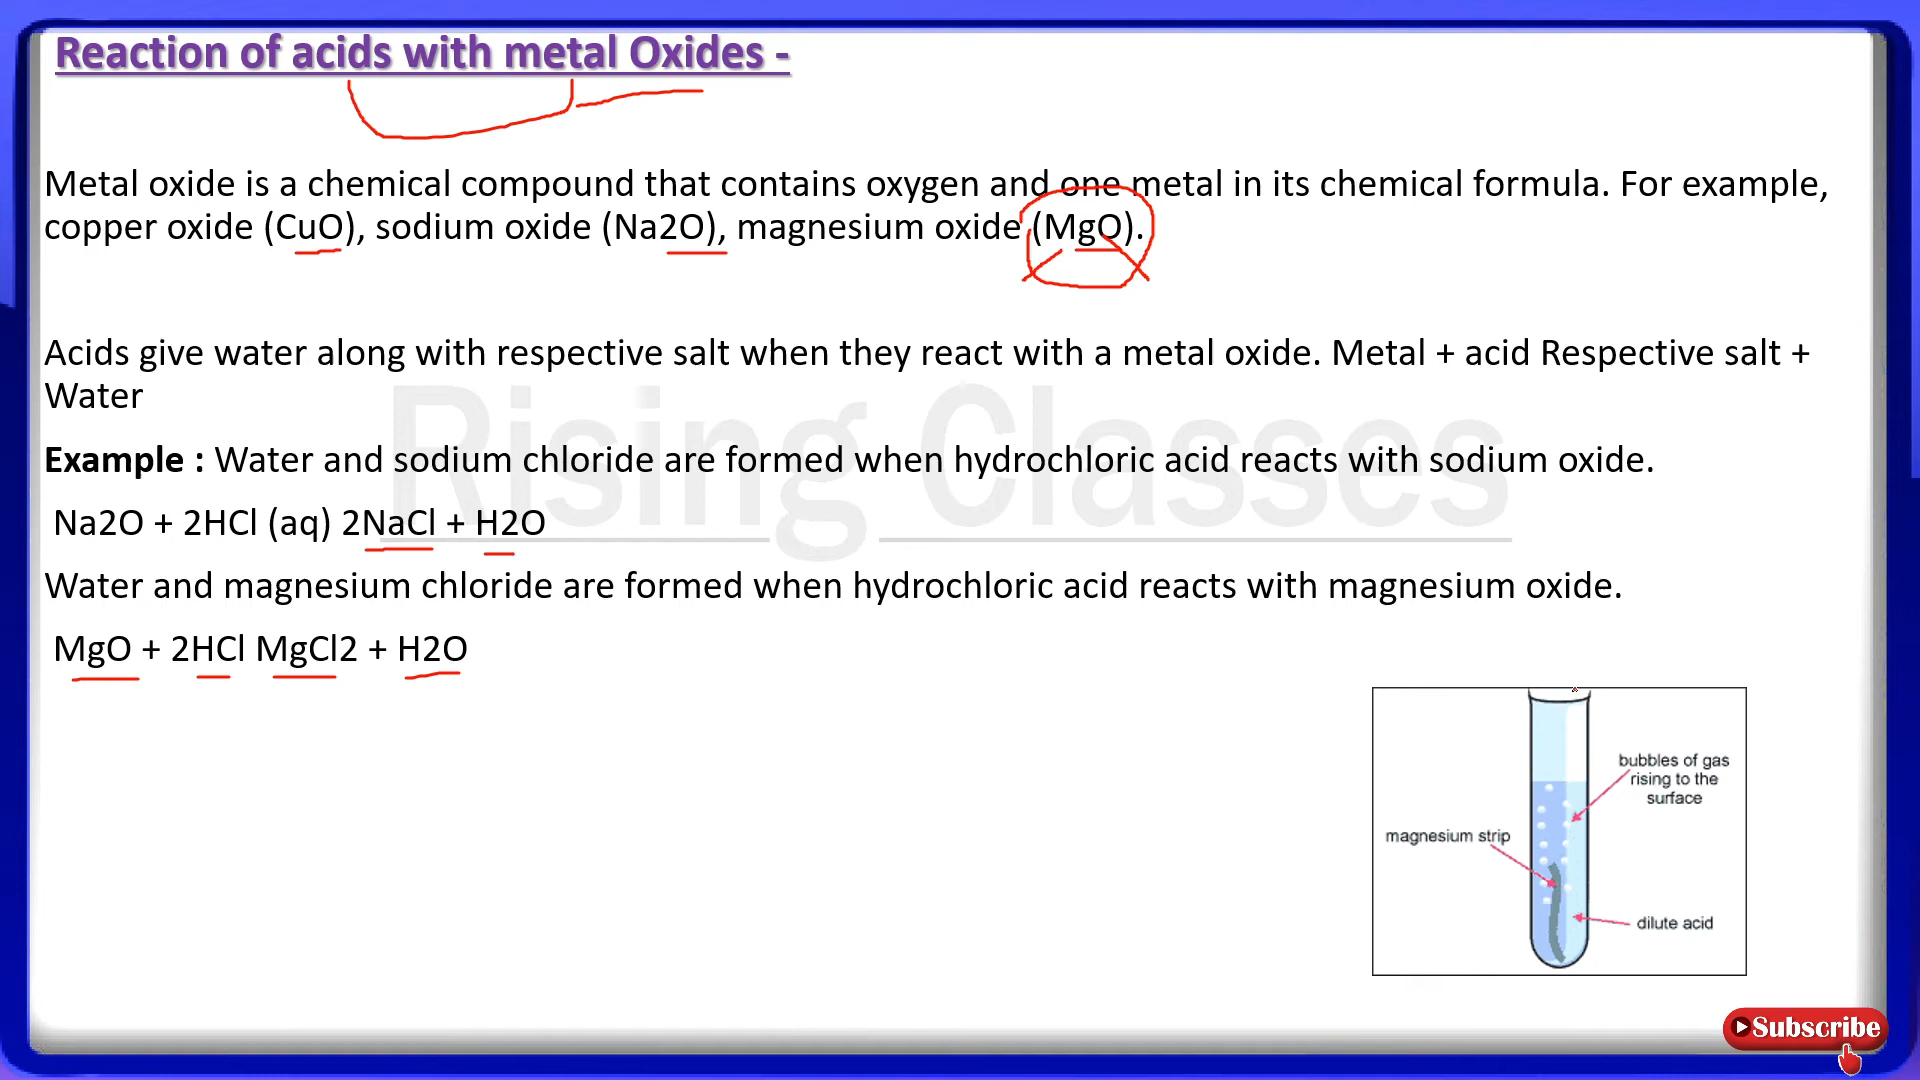 Reaction of acids with metal Oxides -
Metal oxide is a chemical compound that contains oxygen and one metal in its chemical formula. For example,
copper oxide (CuO), sodium oxide (Na2O), magnesium oxide (MgO).
Acids give water along with respective salt when they react with a metal oxide. Metal + acid Respective salt +
Water
Rising Classes
Example : Water and sodium chloride are formed when hydrochloric acid reacts with sodium oxide.
Na2O + 2HCl (aq) 2NaCl + H2O
Water and magnesium chloride are formed when hydrochloric acid reacts with magnesium oxide.
MgO + 2HCl MgCl2 + H2O
bubbles of gas
rising to the
surface
magnesium strip
dilute acid
Subscribe